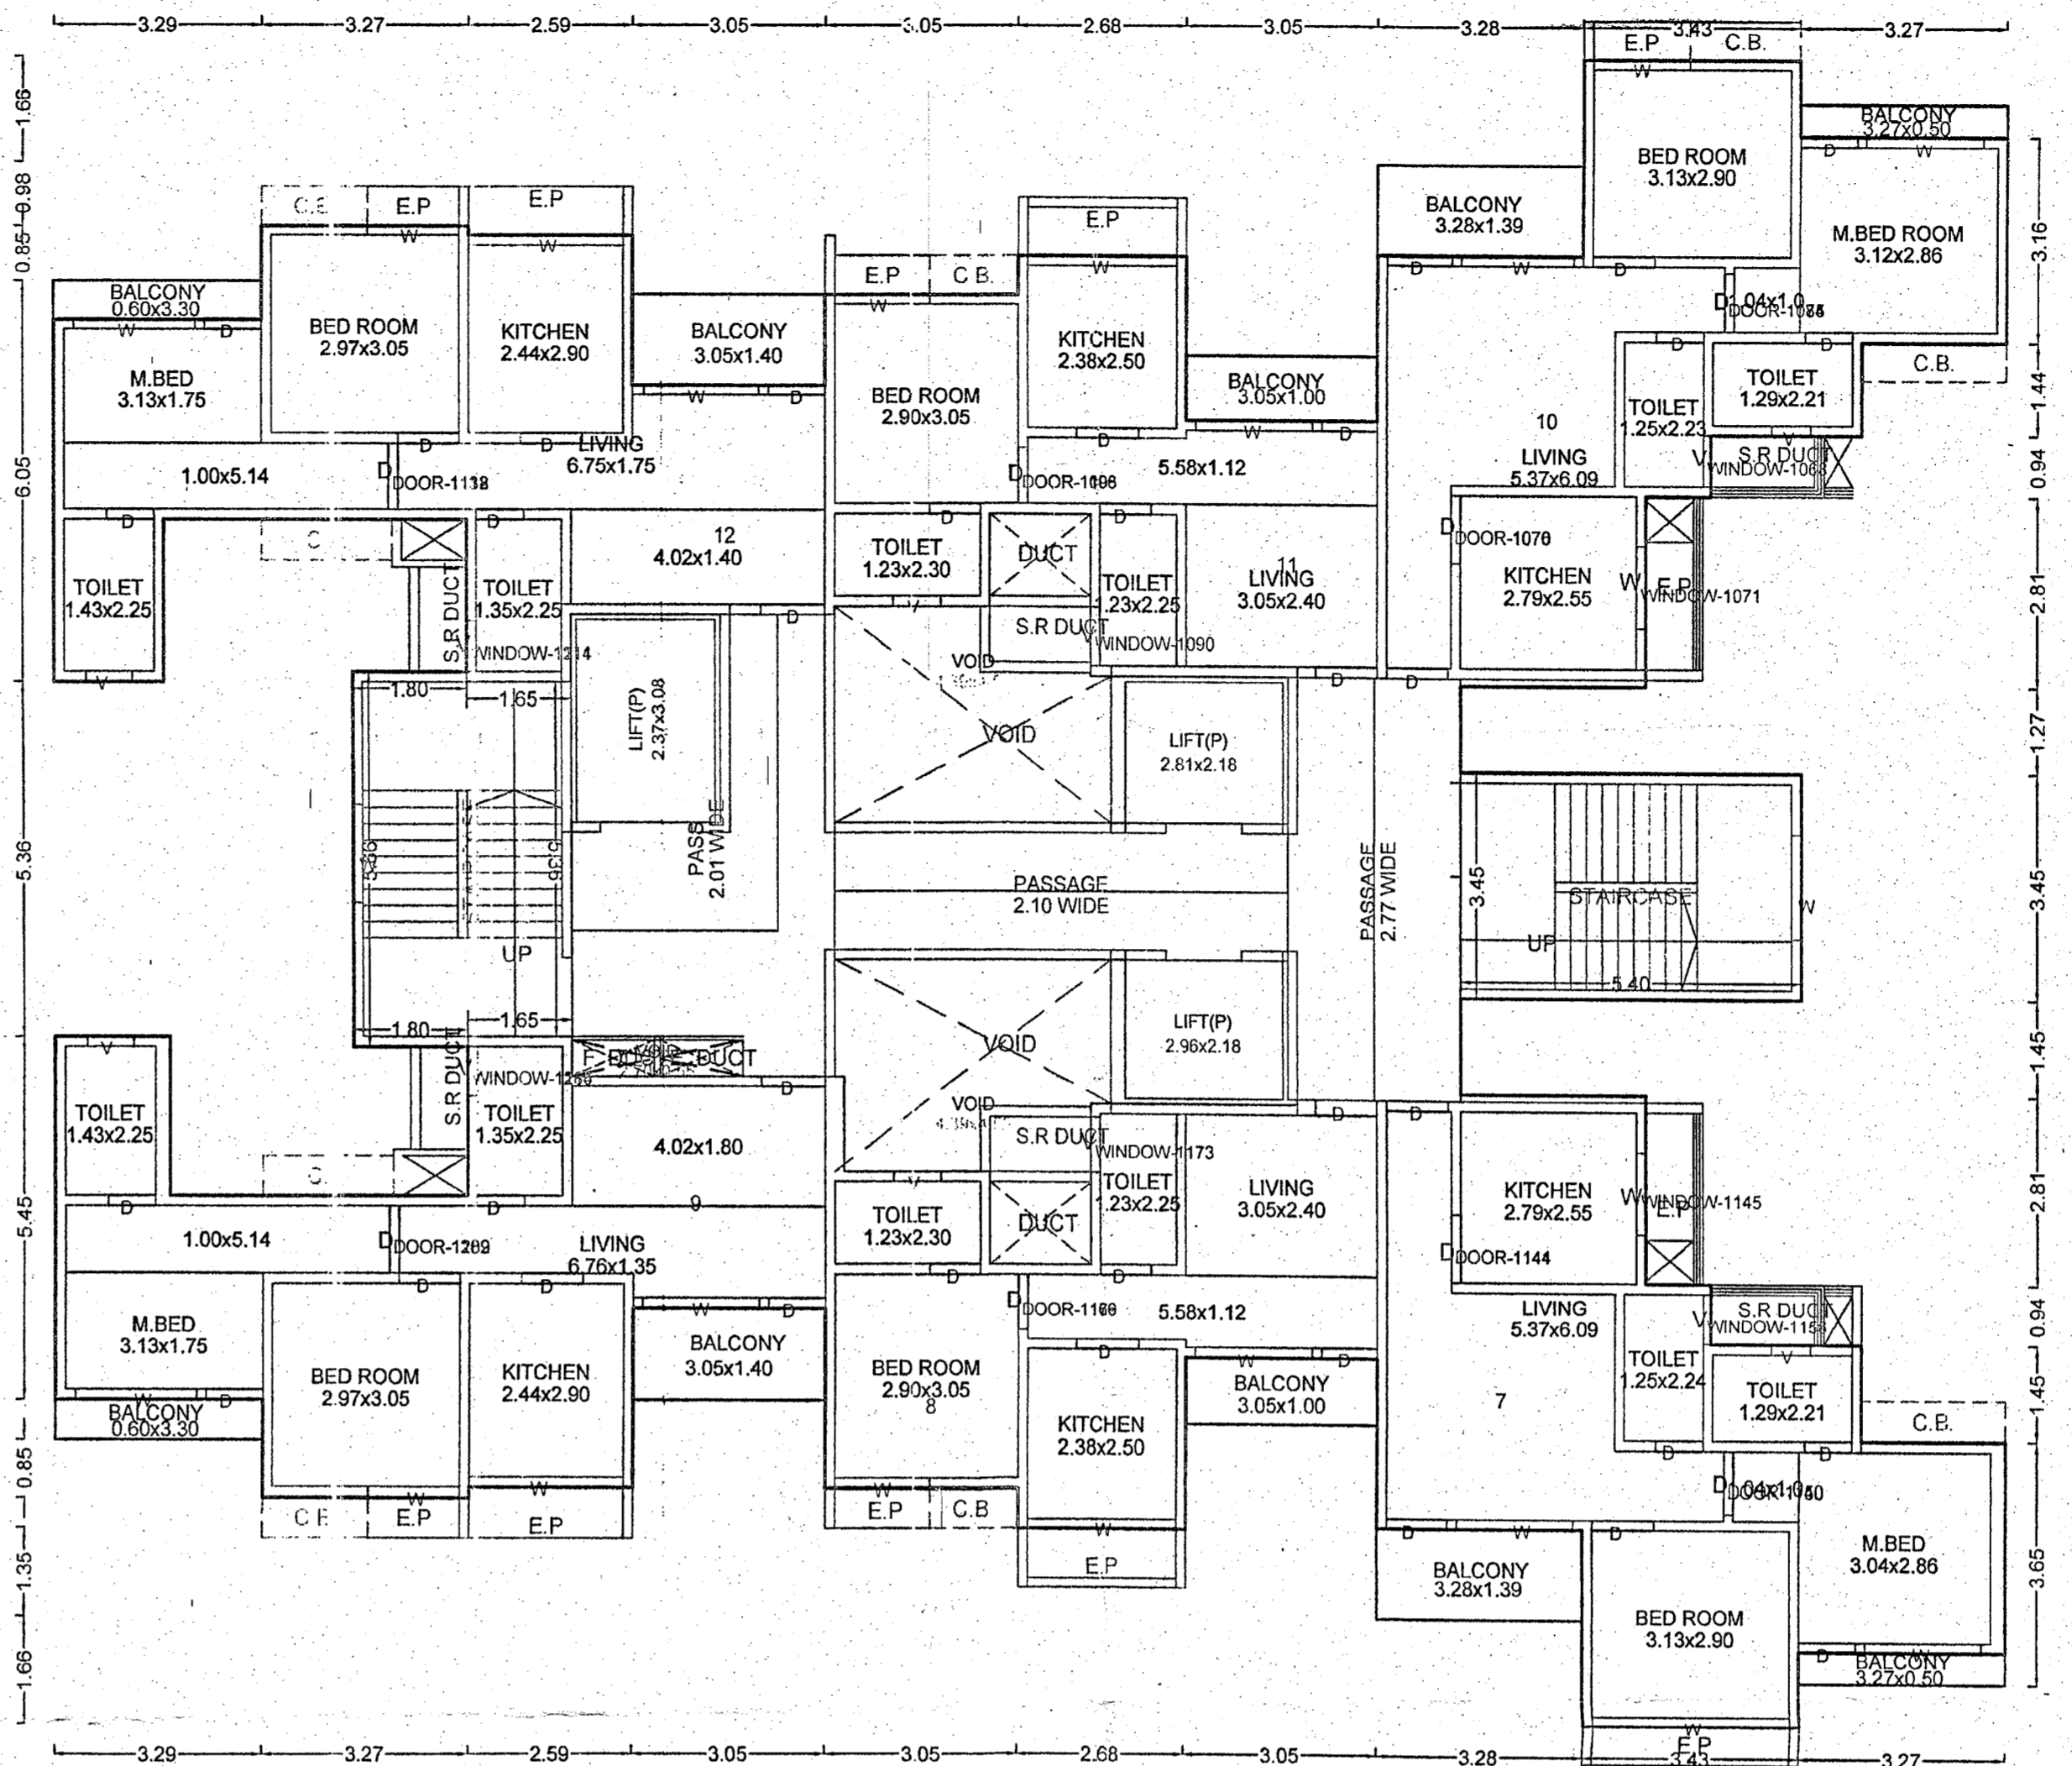 3.29 3.27 2.59 3.05 3.05 2.68 3.05 3.28 3.43 3.27
1.66
0.98
0.85
6.05
5.36
5.45
0.85
1.35
1.66
E.P C.B.
BALCONY
3.27x0.50
D W
W
BED ROOM
3.13x2.90
M.BED ROOM
3.12x2.86
BALCONY
3.28x1.39
D W D
C.B.
TOILET
1.29x2.21
TOILET
1.25x2.23
S.R DUCT
10
LIVING
5.37x6.09
DOOR-1070
KITCHEN
2.79x2.55
W
E.P
WINDOW-1071
E.P
E.P
W
W
BALCONY
0.60x3.30
W D
M.BED
3.13x1.75
BED ROOM
2.97x3.05
KITCHEN
2.44x2.90
BALCONY
3.05x1.40
W D
LIVING
6.75x1.75
1.00x5.14
D
12
4.02x1.40
TOILET
1.43x2.25
V
TOILET
1.35x2.25
S.R DUCT
E.P C B.
W
E.P
W
KITCHEN
2.38x2.50
BED ROOM
2.90x3.05
BALCONY
3.05x1.00
W D
5.58x1.12
TOILET
1.23x2.30
DUCT
TOILET
1.23x2.25
11
LIVING
3.05x2.40
S.R DUCT
WINDOW-1090
VOID
VOID
LIFT(P)
2.81x2.18
LIFT(P)
2.37x3.08
1.80
1.65
PASS
2.01 WIDE
UP
1.80
1.65
PASSAGE
2.10 WIDE
PASSAGE
2.77 WIDE
3.45
STAIRCASE
W
UP
5.40
VOID
LIFT(P)
2.96x2.18
VOID
S.R DUCT
WINDOW-1173
TOILET
1.43x2.25
S.R DUCT
TOILET
1.35x2.25
DUCT
4.02x1.80
9
1.00x5.14
LIVING
6.76x1.35
M.BED
3.13x1.75
BALCONY
0.60x3.30
BED ROOM
2.97x3.05
KITCHEN
2.44x2.90
BALCONY
3.05x1.40
E.P
E.P
TOILET
1.23x2.30
DUCT
TOILET
1.23x2.25
LIVING
3.05x2.40
5.58x1.12
BED ROOM
2.90x3.05
8
KITCHEN
2.38x2.50
BALCONY
3.05x1.00
E.P C.B
E.P
KITCHEN
2.79x2.55
WINDOW-1145
E.P
DOOR-1144
LIVING
5.37x6.09
S.R DUCT
TOILET
1.25x2.24
TOILET
1.29x2.21
7
C.B.
M.BED
3.04x2.86
BALCONY
3.28x1.39
BED ROOM
3.13x2.90
BALCONY
3.27x0.50
E.P
3.16
1.44
0.94
2.81
1.27
3.45
1.45
2.81
0.94
1.45
3.65
3.29 3.27 2.59 3.05 3.05 2.68 3.05 3.28 3.43 3.27